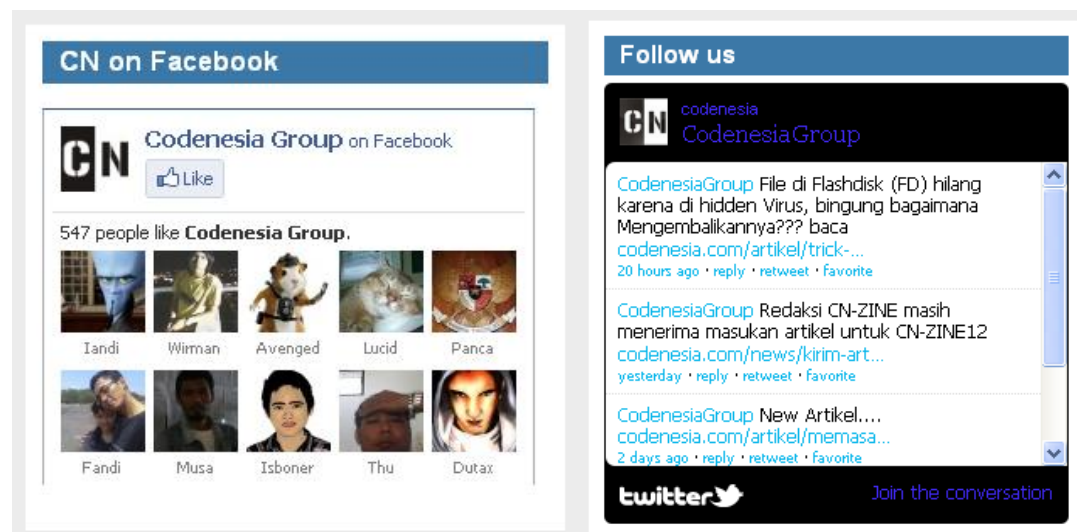 CN on Facebook
CN
Codenesia Group on Facebook
Like
547 people like Codenesia Group.
Iandi Wirman Avenged Lucid Panca
Fandi Musa Isboner Thu Dutax
Follow us
CN
codenesia
CodenesiaGroup
CodenesiaGroup File di Flashdisk (FD) hilang
karena di hidden Virus, bingung bagaimana
Mengembalikannya??? baca
codenesia.com/artikel/trick-...
20 hours ago · reply · retweet · favorite
CodenesiaGroup Redaksi CN-ZINE masih
menerima masukan artikel untuk CN-ZINE12
codenesia.com/news/kirim-art...
yesterday · reply · retweet · favorite
CodenesiaGroup New Artikel....
codenesia.com/artikel/memasa...
2 days ago · reply · retweet · favorite
twitter
Join the conversation